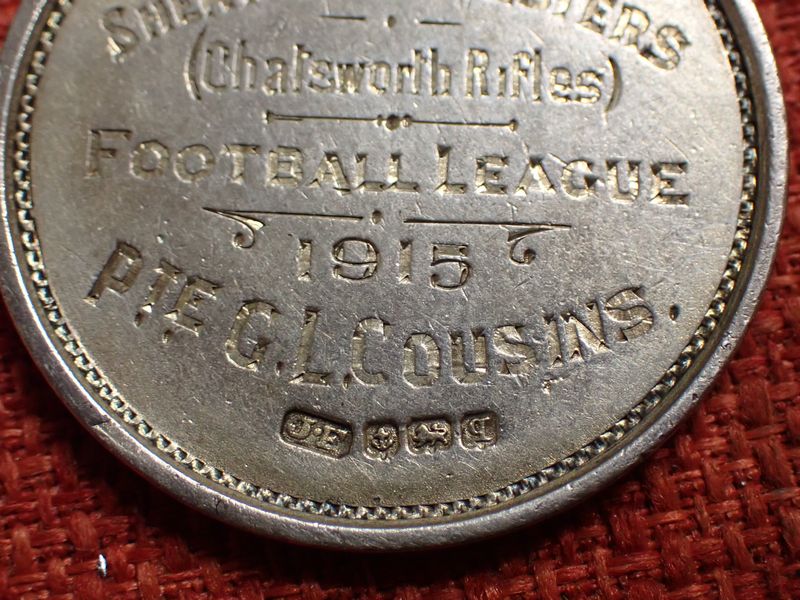 (Chatsworth Rifles)
FOOTBALL LEAGUE
1915
PTE G.L.COUSINS.
J·E